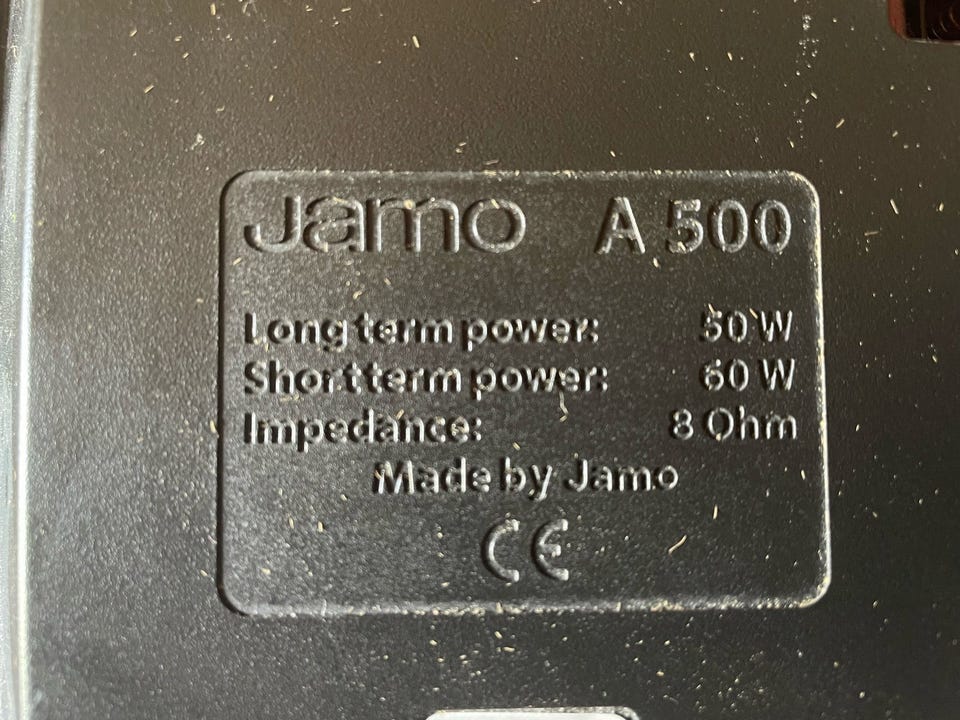 Jamo A 500
Long term power: 50 W
Short term power: 60 W
Impedance: 8 Ohm
Made by Jamo
CE